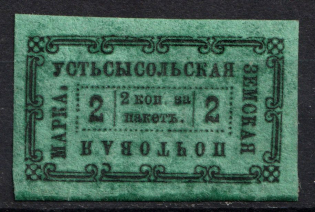 УСТЬСЫСОЛЬСКАЯ
ЗЕМСКАЯ
ПОЧТОВАЯ
МАРКА.
2 2 коп. за 2
пакетъ.